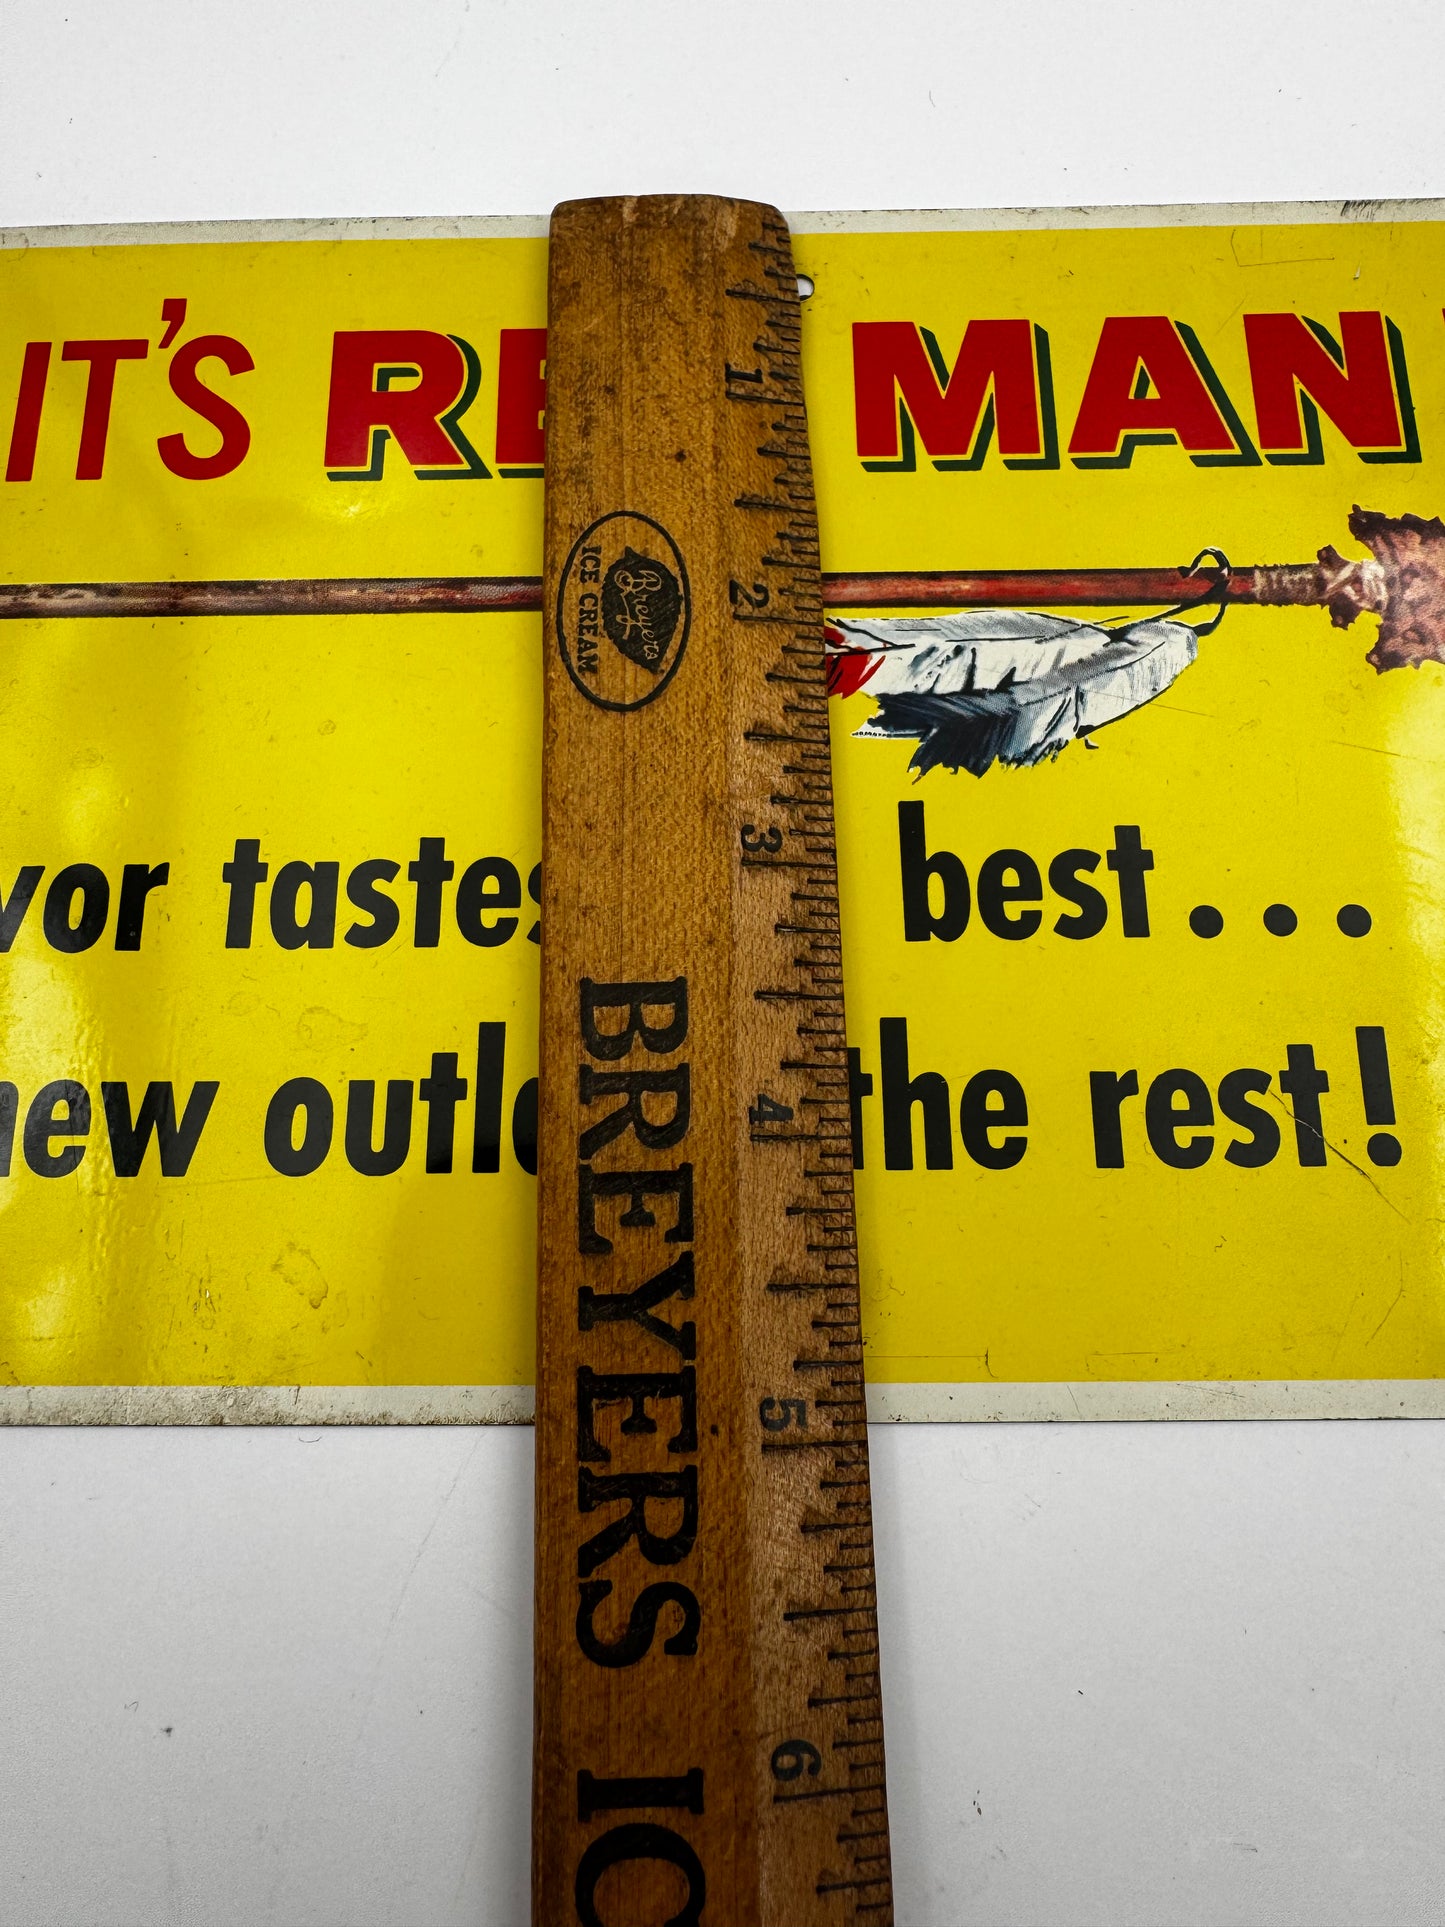 IT'S RE MAN
vor tastes best...
new outlo the rest!
Breyers
ICE CREAM
BREYERS IC
1
2
3
4
5
6